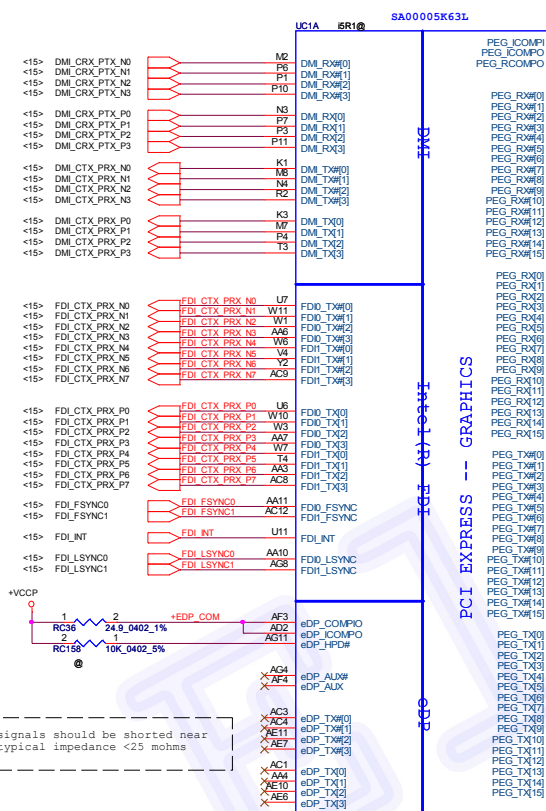 SA00005K63L
UC1A i5R1@
PEG_ICOMPI
PEG_ICOMPO
PEG_RCOMPO
<15> DMI_CRX_PTX_N0 M2 DMI_RX#[0]
<15> DMI_CRX_PTX_N1 P6 DMI_RX#[1]
<15> DMI_CRX_PTX_N2 P1 DMI_RX#[2]
<15> DMI_CRX_PTX_N3 P10 DMI_RX#[3]
<15> DMI_CRX_PTX_P0 N3 DMI_RX[0]
<15> DMI_CRX_PTX_P1 P7 DMI_RX[1]
<15> DMI_CRX_PTX_P2 P3 DMI_RX[2]
<15> DMI_CRX_PTX_P3 P11 DMI_RX[3]
<15> DMI_CTX_PRX_N0 K1 DMI_TX#[0]
<15> DMI_CTX_PRX_N1 M8 DMI_TX#[1]
<15> DMI_CTX_PRX_N2 N4 DMI_TX#[2]
<15> DMI_CTX_PRX_N3 R2 DMI_TX#[3]
<15> DMI_CTX_PRX_P0 K3 DMI_TX[0]
<15> DMI_CTX_PRX_P1 M7 DMI_TX[1]
<15> DMI_CTX_PRX_P2 P4 DMI_TX[2]
<15> DMI_CTX_PRX_P3 T3 DMI_TX[3]
DMI
<15> FDI_CTX_PRX_N0 FDI_CTX_PRX_N0 U7 FDI0_TX#[0]
<15> FDI_CTX_PRX_N1 FDI_CTX_PRX_N1 W11 FDI0_TX#[1]
<15> FDI_CTX_PRX_N2 FDI_CTX_PRX_N2 W1 FDI0_TX#[2]
<15> FDI_CTX_PRX_N3 FDI_CTX_PRX_N3 AA6 FDI0_TX#[3]
<15> FDI_CTX_PRX_N4 FDI_CTX_PRX_N4 W6 FDI1_TX#[0]
<15> FDI_CTX_PRX_N5 FDI_CTX_PRX_N5 V4 FDI1_TX#[1]
<15> FDI_CTX_PRX_N6 FDI_CTX_PRX_N6 Y2 FDI1_TX#[2]
<15> FDI_CTX_PRX_N7 FDI_CTX_PRX_N7 AC9 FDI1_TX#[3]
<15> FDI_CTX_PRX_P0 FDI_CTX_PRX_P0 U6 FDI0_TX[0]
<15> FDI_CTX_PRX_P1 FDI_CTX_PRX_P1 W10 FDI0_TX[1]
<15> FDI_CTX_PRX_P2 FDI_CTX_PRX_P2 W3 FDI0_TX[2]
<15> FDI_CTX_PRX_P3 FDI_CTX_PRX_P3 AA7 FDI0_TX[3]
<15> FDI_CTX_PRX_P4 FDI_CTX_PRX_P4 W7 FDI1_TX[0]
<15> FDI_CTX_PRX_P5 FDI_CTX_PRX_P5 T4 FDI1_TX[1]
<15> FDI_CTX_PRX_P6 FDI_CTX_PRX_P6 AA3 FDI1_TX[2]
<15> FDI_CTX_PRX_P7 FDI_CTX_PRX_P7 AC8 FDI1_TX[3]
<15> FDI_FSYNC0 FDI_FSYNC0 AA11 FDI0_FSYNC
<15> FDI_FSYNC1 FDI_FSYNC1 AC12 FDI1_FSYNC
<15> FDI_INT FDI_INT U11 FDI_INT
<15> FDI_LSYNC0 FDI_LSYNC0 AA10 FDI0_LSYNC
<15> FDI_LSYNC1 FDI_LSYNC1 AG8 FDI1_LSYNC
Intel(R) FDI
+VCCP
1 2 +EDP_COM AF3 eDP_COMPIO
RC36 24.9_0402_1% AD2 eDP_ICOMPO
2 1 AG11 eDP_HPD#
RC158 10K_0402_5%
@
AG4 eDP_AUX#
AF4 eDP_AUX
AC3 eDP_TX#[0]
AC4 eDP_TX#[1]
AE11 eDP_TX#[2]
AE7 eDP_TX#[3]
AC1 eDP_TX[0]
AA4 eDP_TX[1]
AE10 eDP_TX[2]
AE6 eDP_TX[3]
eDP
signals should be shorted near
typical impedance <25 mohms
PCI EXPRESS -- GRAPHICS
PEG_RX#[0]
PEG_RX#[1]
PEG_RX#[2]
PEG_RX#[3]
PEG_RX#[4]
PEG_RX#[5]
PEG_RX#[6]
PEG_RX#[7]
PEG_RX#[8]
PEG_RX#[9]
PEG_RX#[10]
PEG_RX#[11]
PEG_RX#[12]
PEG_RX#[13]
PEG_RX#[14]
PEG_RX#[15]
PEG_RX[0]
PEG_RX[1]
PEG_RX[2]
PEG_RX[3]
PEG_RX[4]
PEG_RX[5]
PEG_RX[6]
PEG_RX[7]
PEG_RX[8]
PEG_RX[9]
PEG_RX[10]
PEG_RX[11]
PEG_RX[12]
PEG_RX[13]
PEG_RX[14]
PEG_RX[15]
PEG_TX#[0]
PEG_TX#[1]
PEG_TX#[2]
PEG_TX#[3]
PEG_TX#[4]
PEG_TX#[5]
PEG_TX#[6]
PEG_TX#[7]
PEG_TX#[8]
PEG_TX#[9]
PEG_TX#[10]
PEG_TX#[11]
PEG_TX#[12]
PEG_TX#[13]
PEG_TX#[14]
PEG_TX#[15]
PEG_TX[0]
PEG_TX[1]
PEG_TX[2]
PEG_TX[3]
PEG_TX[4]
PEG_TX[5]
PEG_TX[6]
PEG_TX[7]
PEG_TX[8]
PEG_TX[9]
PEG_TX[10]
PEG_TX[11]
PEG_TX[12]
PEG_TX[13]
PEG_TX[14]
PEG_TX[15]